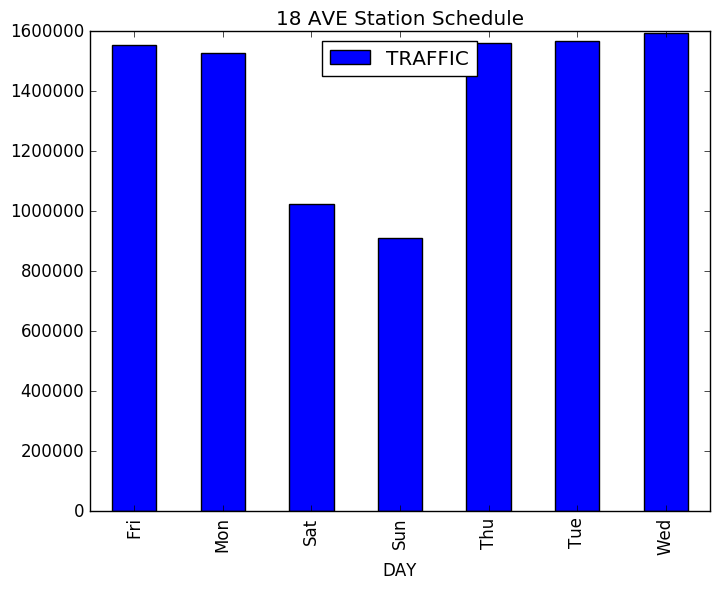 18 AVE Station Schedule
1600000
1400000
1200000
1000000
800000
600000
400000
200000
0
TRAFFIC
Fri
Mon
Sat
Sun
Thu
Tue
Wed
DAY